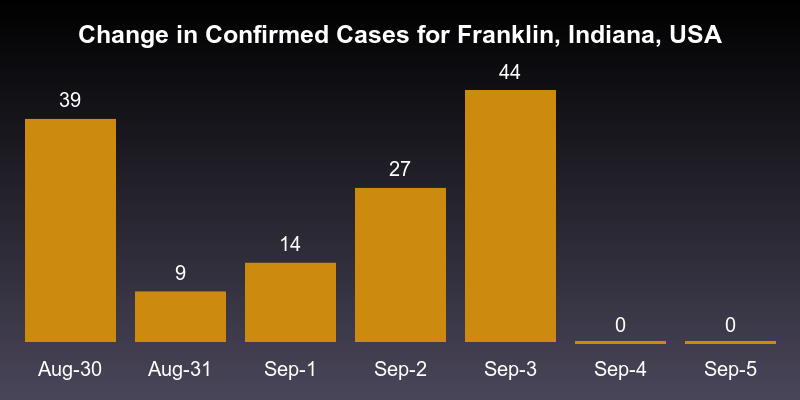 Change in Confirmed Cases for Franklin, Indiana, USA
39
9
14
27
44
0
0
Aug-30
Aug-31
Sep-1
Sep-2
Sep-3
Sep-4
Sep-5